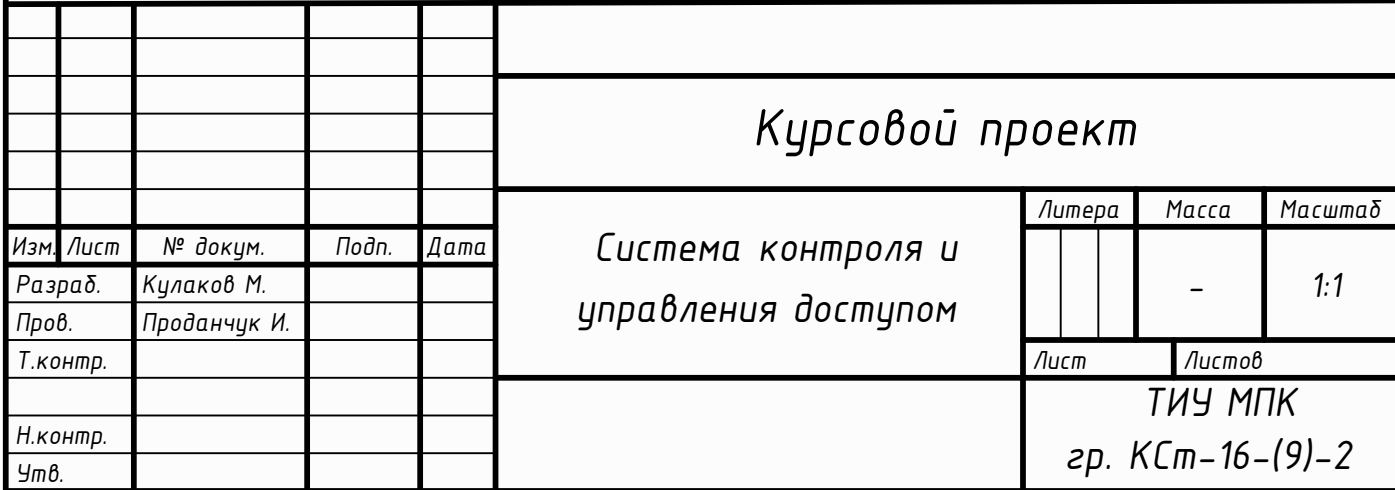 Курсовой проект
Литера Масса Масштаб
Изм. Лист № докум. Подп. Дата
Система контроля и
управления доступом
Разраб. Кулаков М.
- 1:1
Пров. Проданчук И.
Т.контр.
Лист Листов
ТИУ МПК
Н.контр.
гр. КСт-16-(9)-2
Утв.